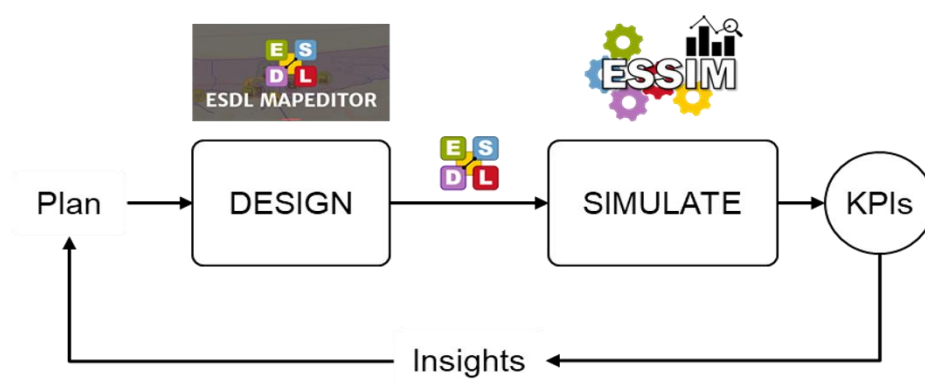 E S
D L
ESDL MAPEDITOR
ESSIM
Plan
DESIGN
E S
D L
SIMULATE
KPIs
Insights